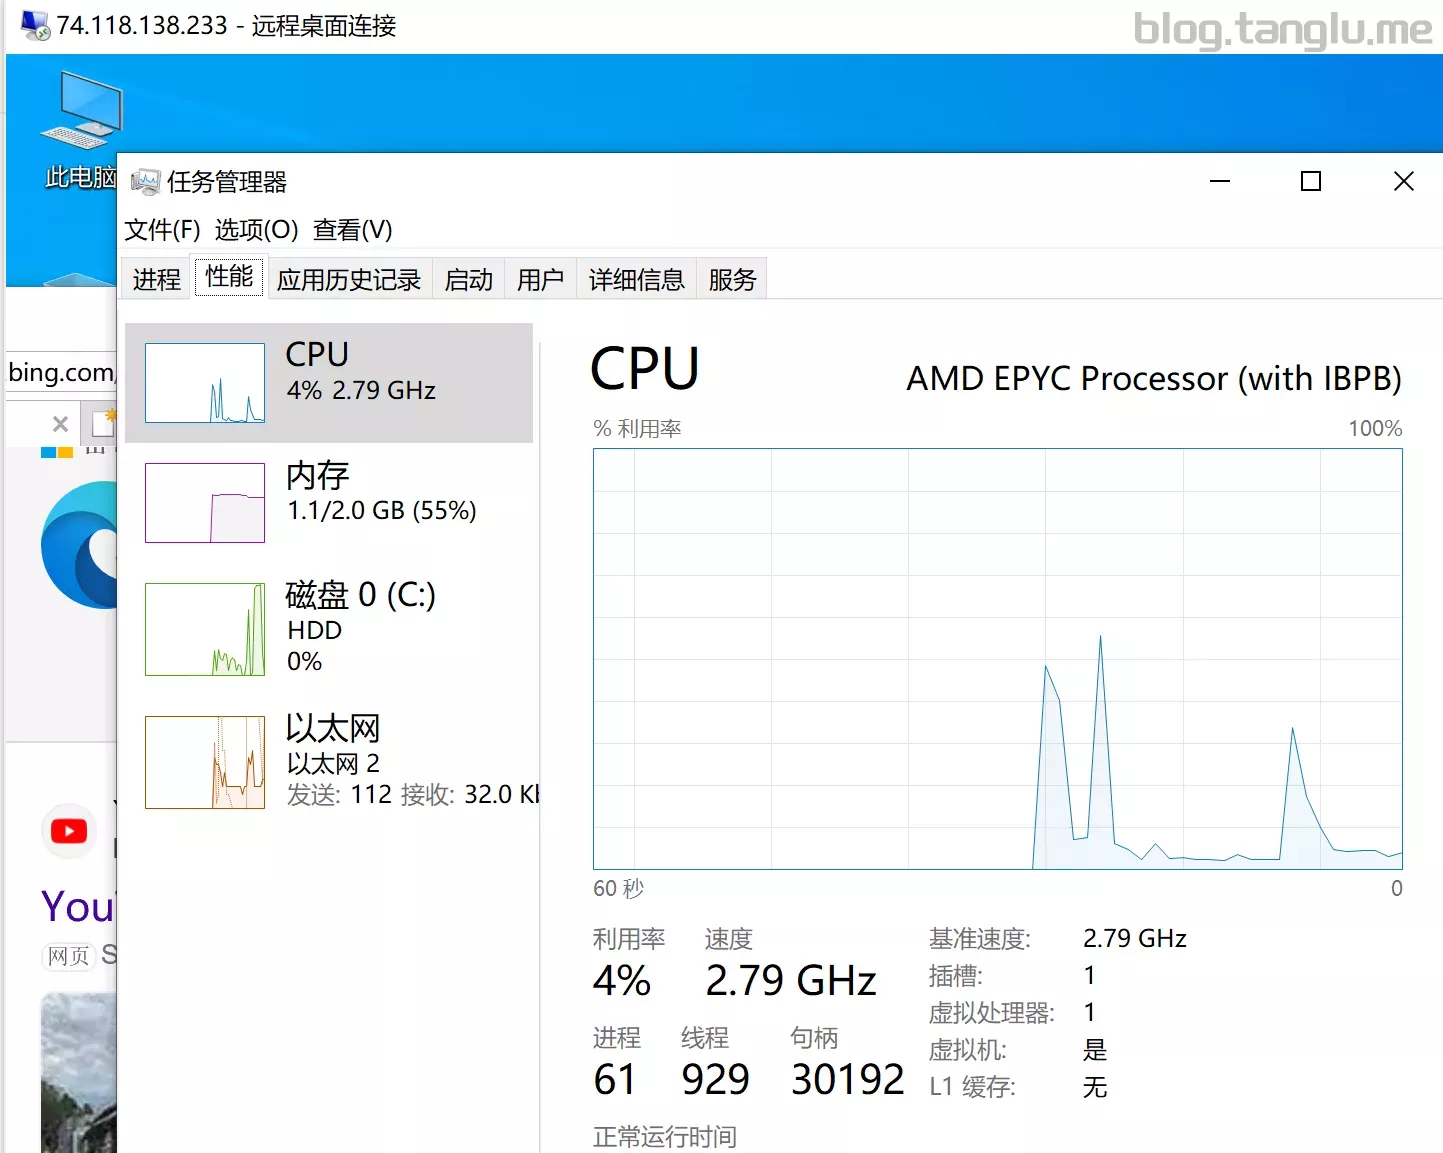 74.118.138.233 - 远程桌面连接
blog.tanglu.me
此电脑
任务管理器
文件(F) 选项(O) 查看(V)
进程 性能 应用历史记录 启动 用户 详细信息 服务
bing.com/
CPU
4% 2.79 GHz
内存
1.1/2.0 GB (55%)
磁盘 0 (C:)
HDD
0%
以太网
以太网 2
发送: 112 接收: 32.0 K
You
网页 S
CPU
AMD EPYC Processor (with IBPB)
% 利用率 100%
60 秒 0
利用率 速度
4% 2.79 GHz
进程 线程 句柄
61 929 30192
正常运行时间
基准速度: 2.79 GHz
插槽: 1
虚拟处理器: 1
虚拟机: 是
L1 缓存: 无